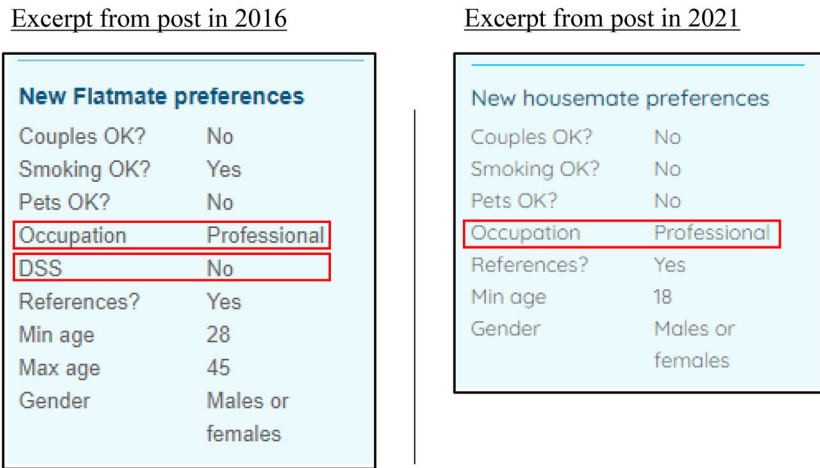 Excerpt from post in 2016
New Flatmate preferences
Couples OK? No
Smoking OK? Yes
Pets OK? No
Occupation Professional
DSS No
References? Yes
Min age 28
Max age 45
Gender Males or
females
Excerpt from post in 2021
New housemate preferences
Couples OK? No
Smoking OK? No
Pets OK? No
Occupation Professional
References? Yes
Min age 18
Gender Males or
females